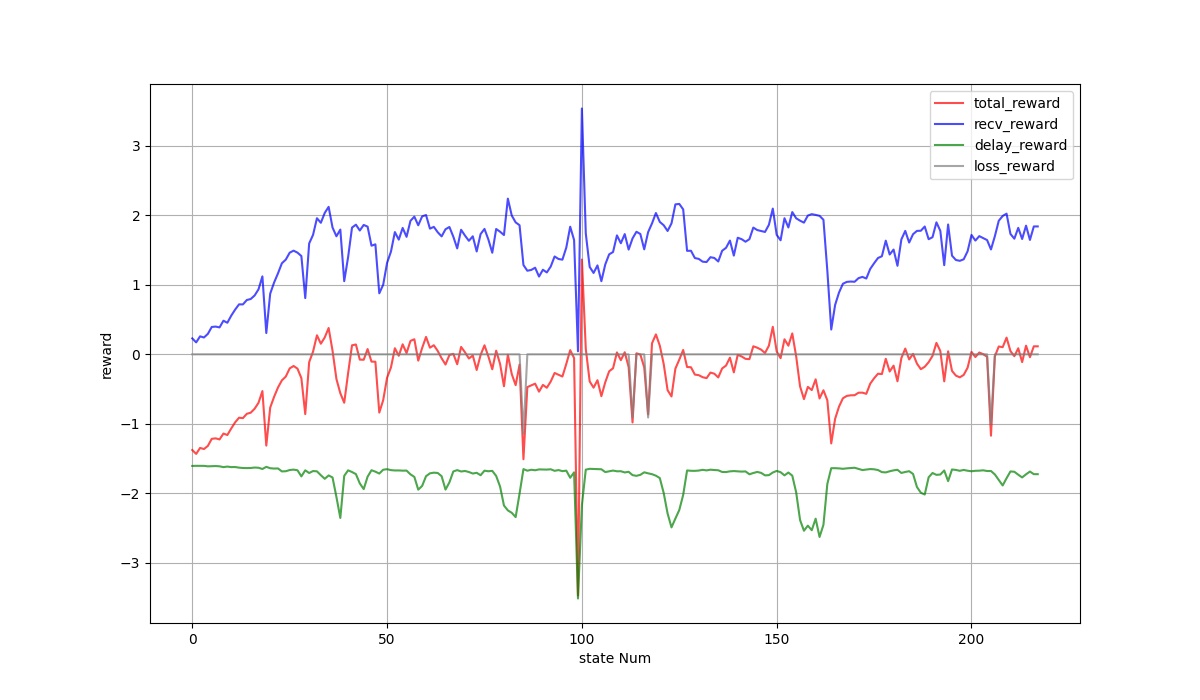 total_reward
recv_reward
delay_reward
loss_reward
3
2
1
0
−1
−2
−3
reward
0 50 100 150 200
state Num